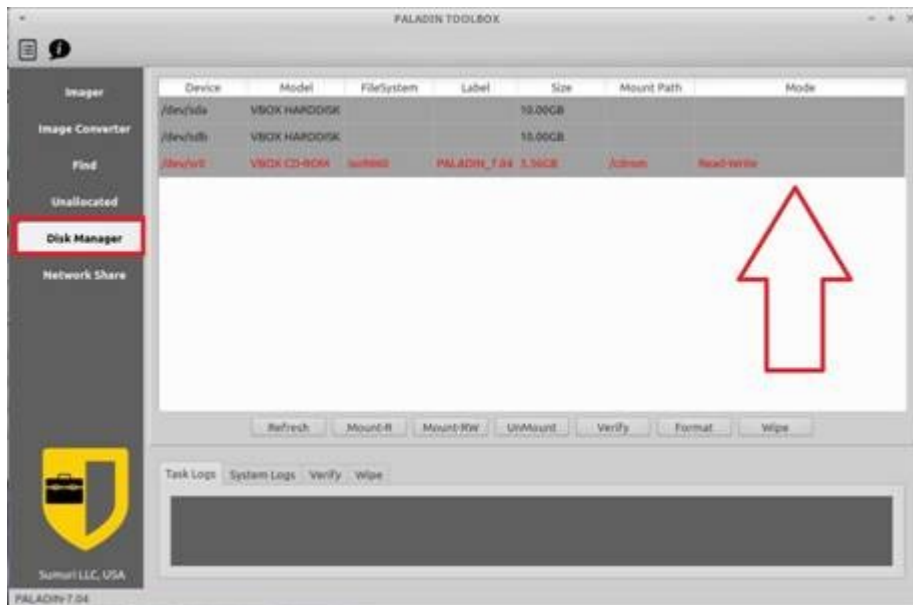 PALADIN TOOLBOX
Imager
Image Converter
Find
Unallocated
Disk Manager
Network Share
Device Model FileSystem Label Size Mount Path Mode
/dev/sda VBOX HARDDISK 10.00GB
/dev/sdb VBOX HARDDISK 10.00GB
/dev/sr0 VBOX CD-ROM iso9660 PALADIN_7.04 3.56GB /cdrom Read-Write
Refresh Mount-R Mount-RW UnMount Verify Format Wipe
Task Logs System Logs Verify Wipe
Sumuri LLC, USA
PALADIN-7.04